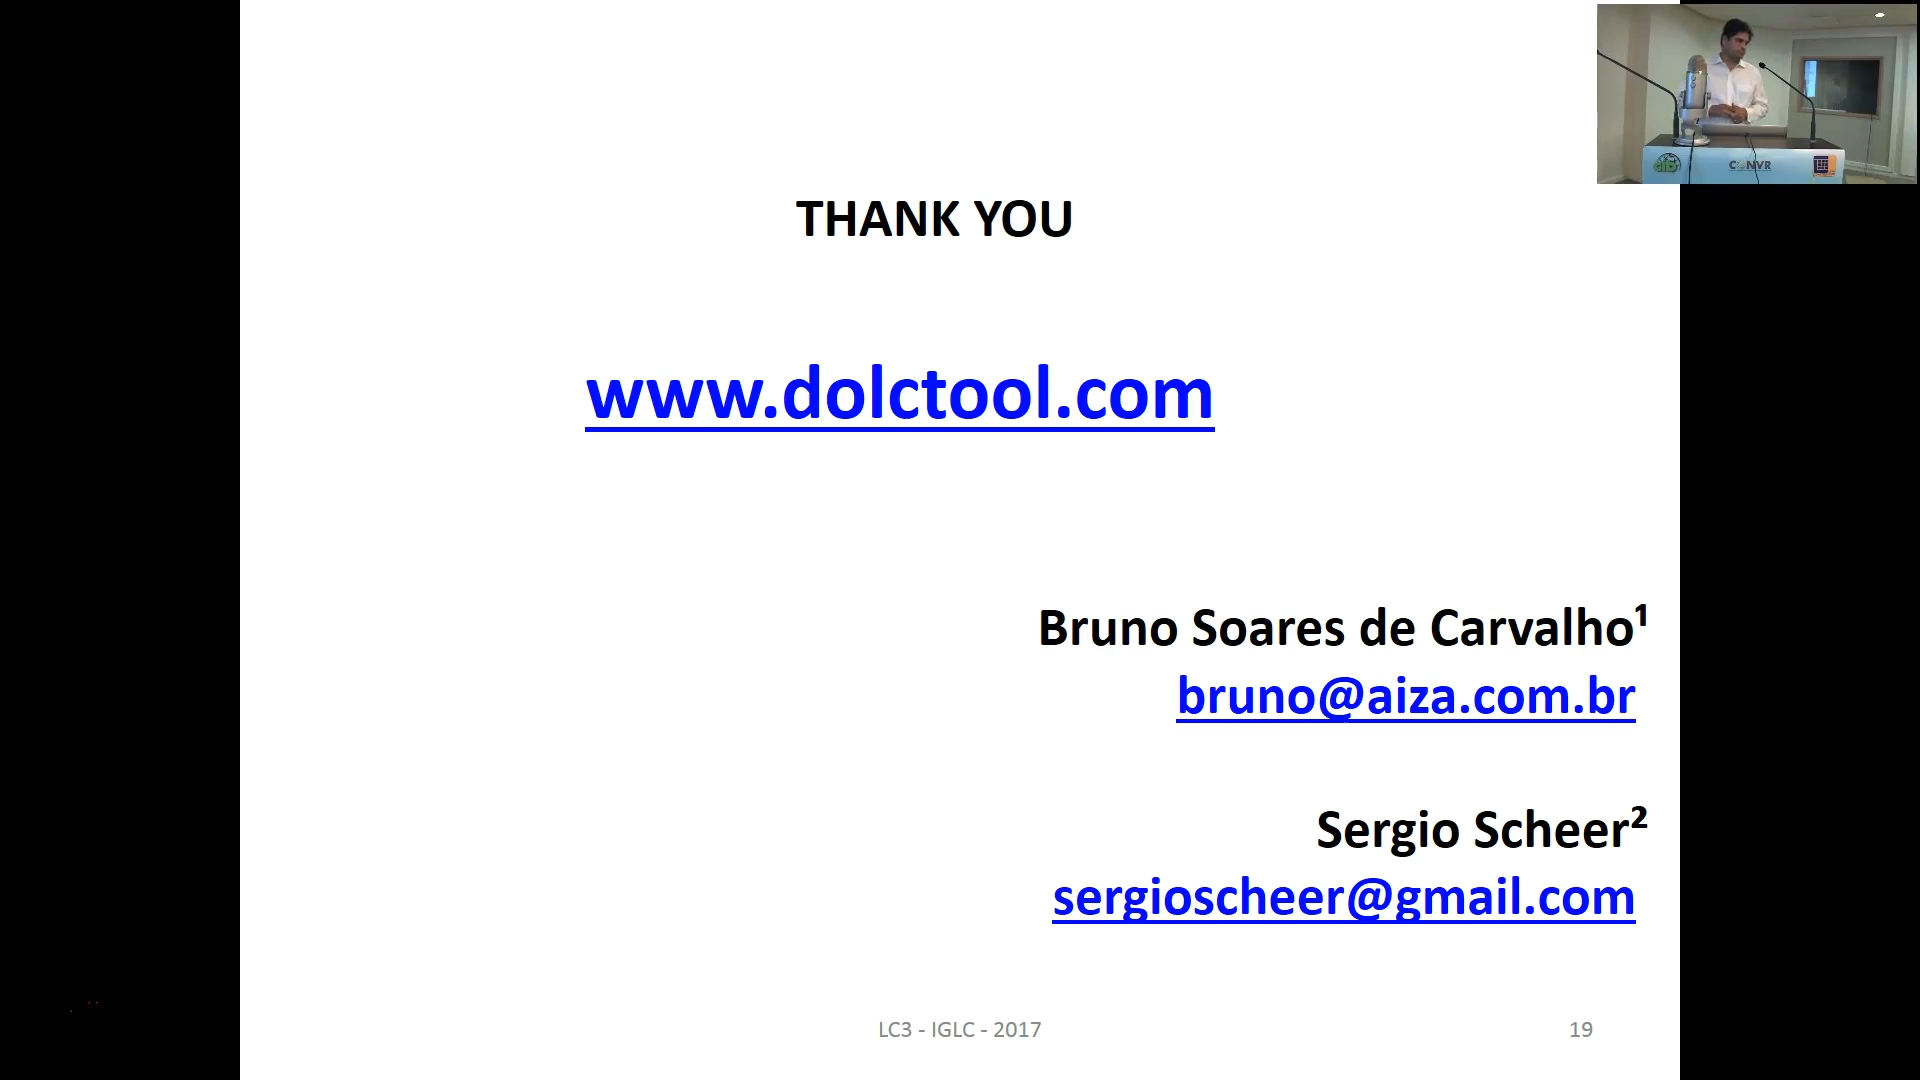 THANK YOU
www.dolctool.com
Bruno Soares de Carvalho¹
bruno@aiza.com.br
Sergio Scheer²
sergioscheer@gmail.com
LC3 - IGLC - 2017
19
CONVR